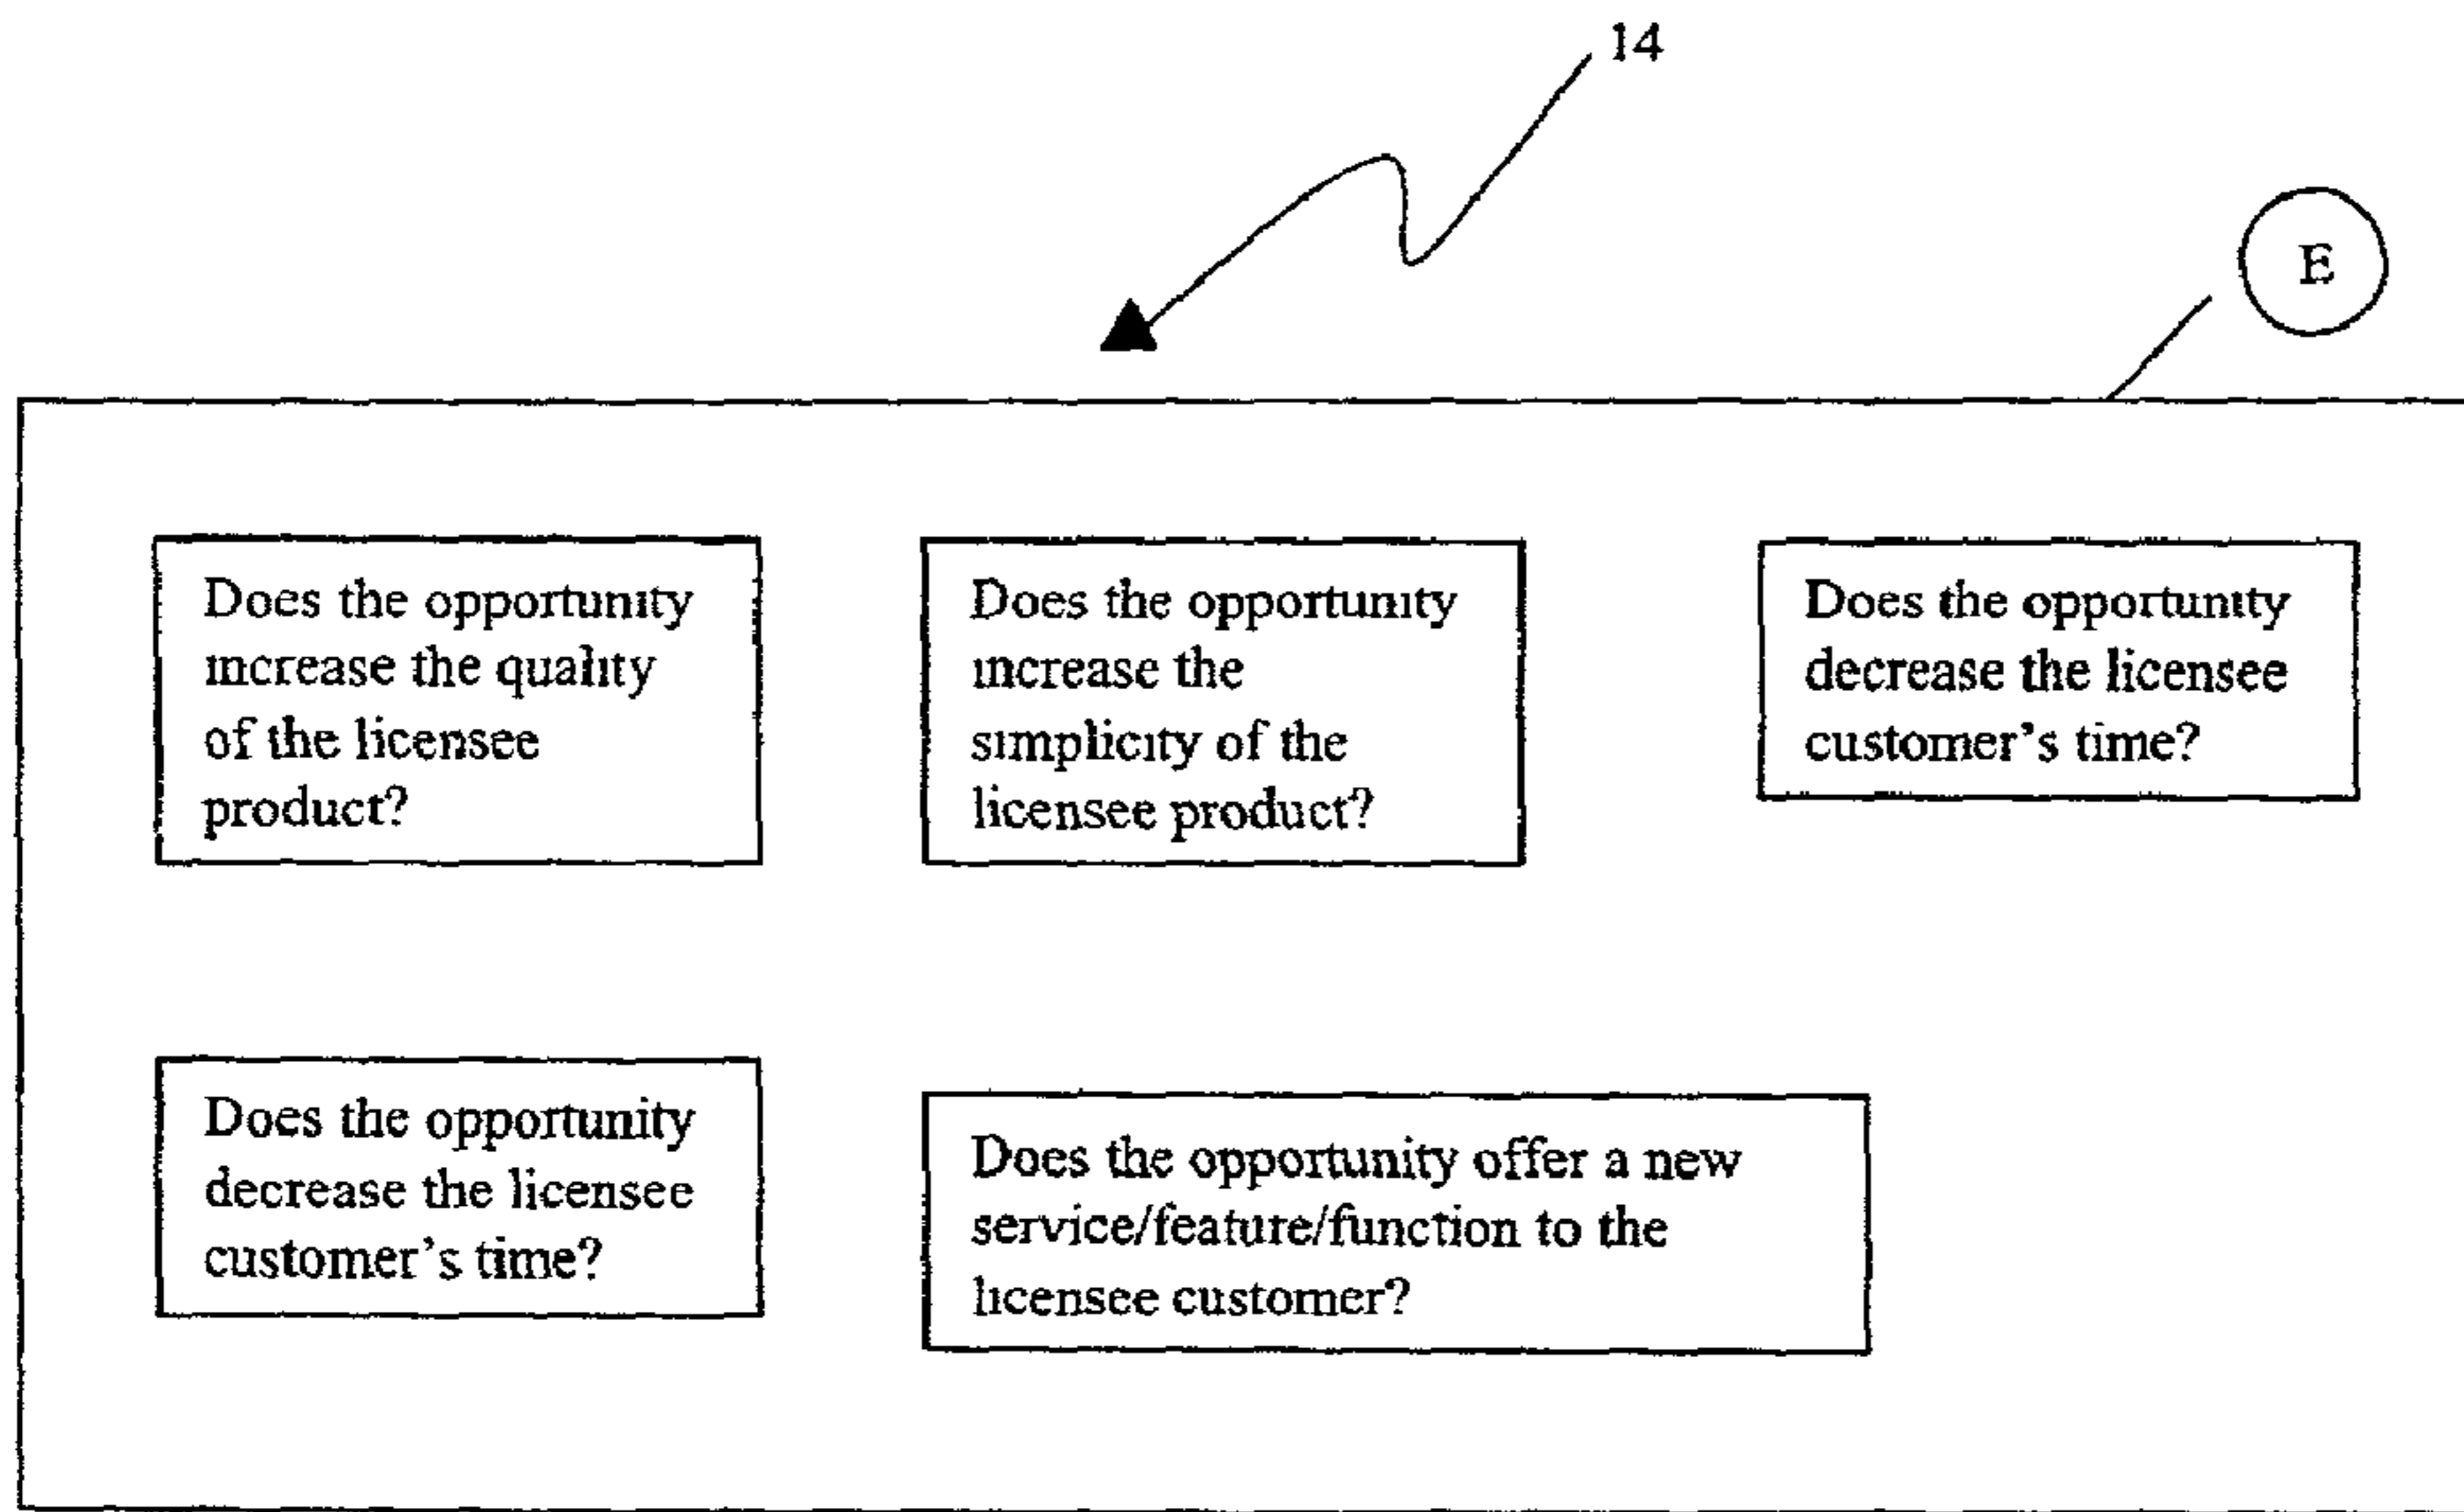 14
E
Does the opportunity
increase the quality
of the licensee
product?
Does the opportunity
increase the
simplicity of the
licensee product?
Does the opportunity
decrease the licensee
customer's time?
Does the opportunity
decrease the licensee
customer's time?
Does the opportunity offer a new
service/feature/function to the
licensee customer?